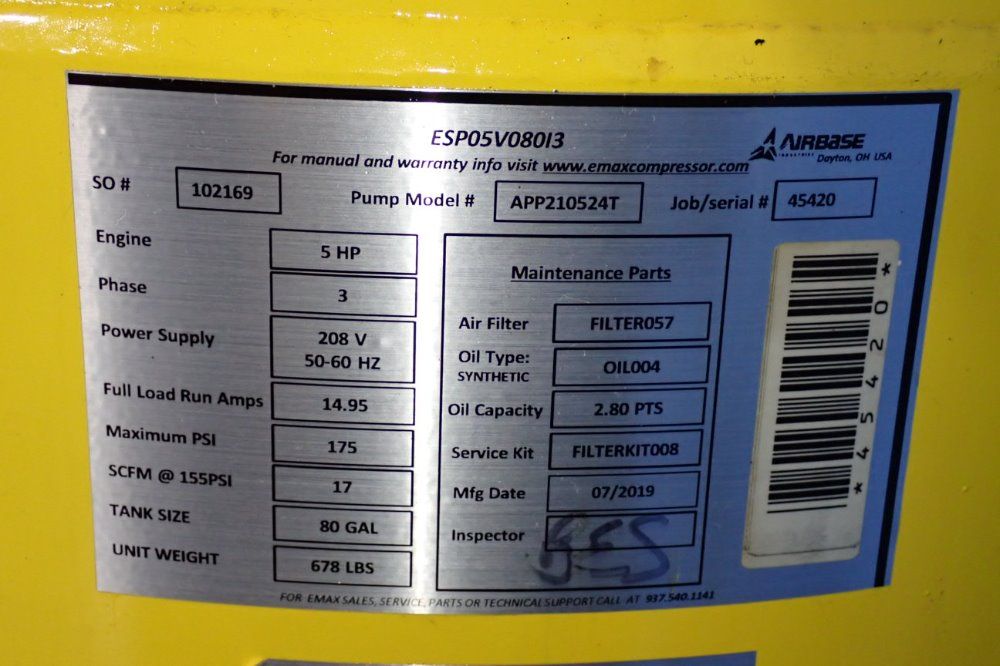 ESP05V080I3
For manual and warranty info visit www.emaxcompressor.com
AIRBASE
INDUSTRIES
Dayton, OH USA
SO # 102169 Pump Model # APP210524T Job/serial # 45420
Engine 5 HP
Phase 3
Power Supply 208 V
50-60 HZ
Full Load Run Amps 14.95
Maximum PSI 175
SCFM @ 155PSI 17
TANK SIZE 80 GAL
UNIT WEIGHT 678 LBS
Maintenance Parts
Air Filter FILTER057
Oil Type: OIL004
SYNTHETIC
Oil Capacity 2.80 PTS
Service Kit FILTERKIT008
Mfg Date 07/2019
Inspector
*45420*
FOR EMAX SALES, SERVICE, PARTS OR TECHNICAL SUPPORT CALL AT 937.540.1141